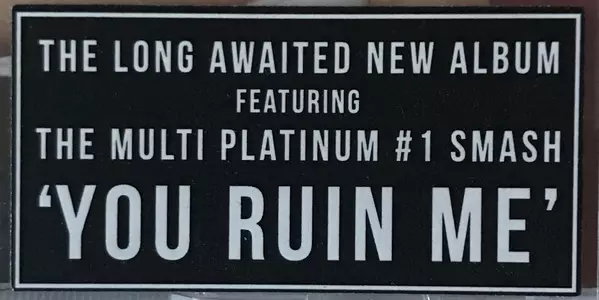 THE LONG AWAITED NEW ALBUM
FEATURING
THE MULTI PLATINUM #1 SMASH
‘YOU RUIN ME’